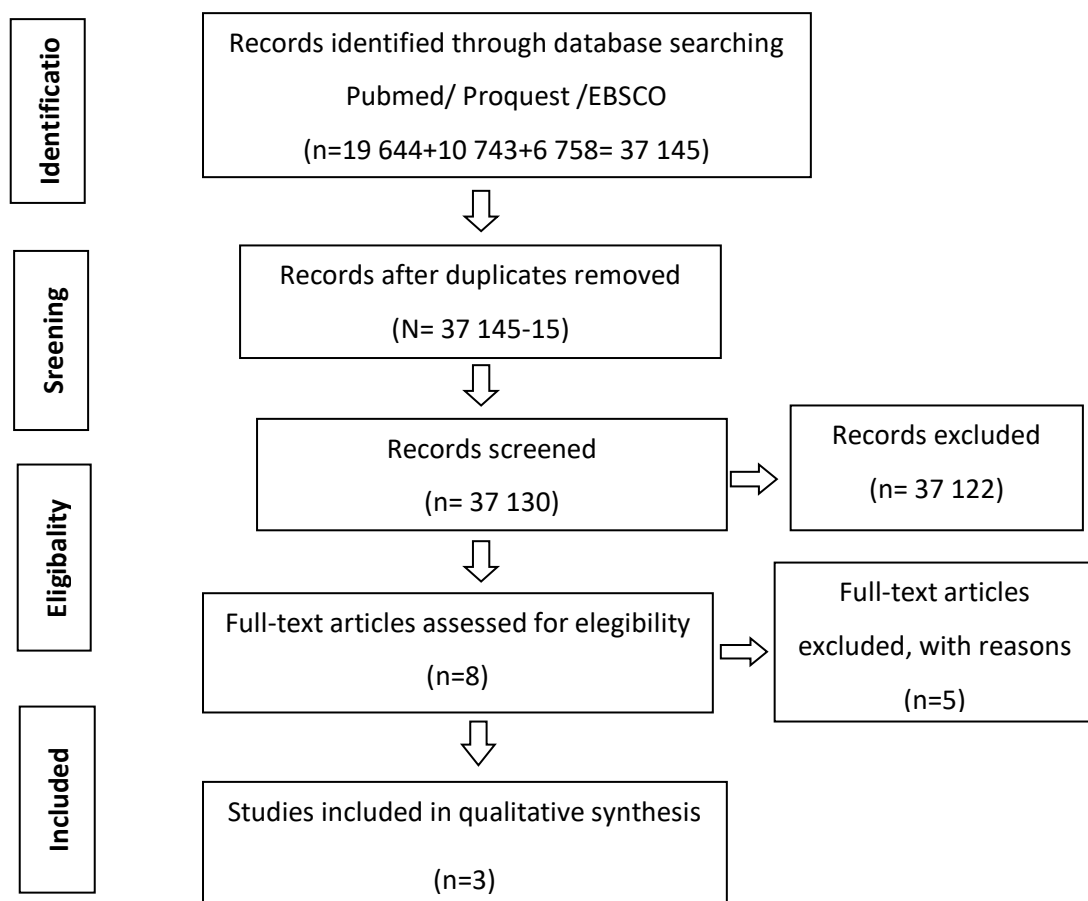 Identificatio
Records identified through database searching
Pubmed/ Proquest /EBSCO
(n=19 644+10 743+6 758= 37 145)
Sreening
Records after duplicates removed
(N= 37 145-15)
Records screened
(n= 37 130)
Records excluded
(n= 37 122)
Eligibality
Full-text articles assessed for elegibility
(n=8)
Full-text articles
excluded, with reasons
(n=5)
Included
Studies included in qualitative synthesis
(n=3)